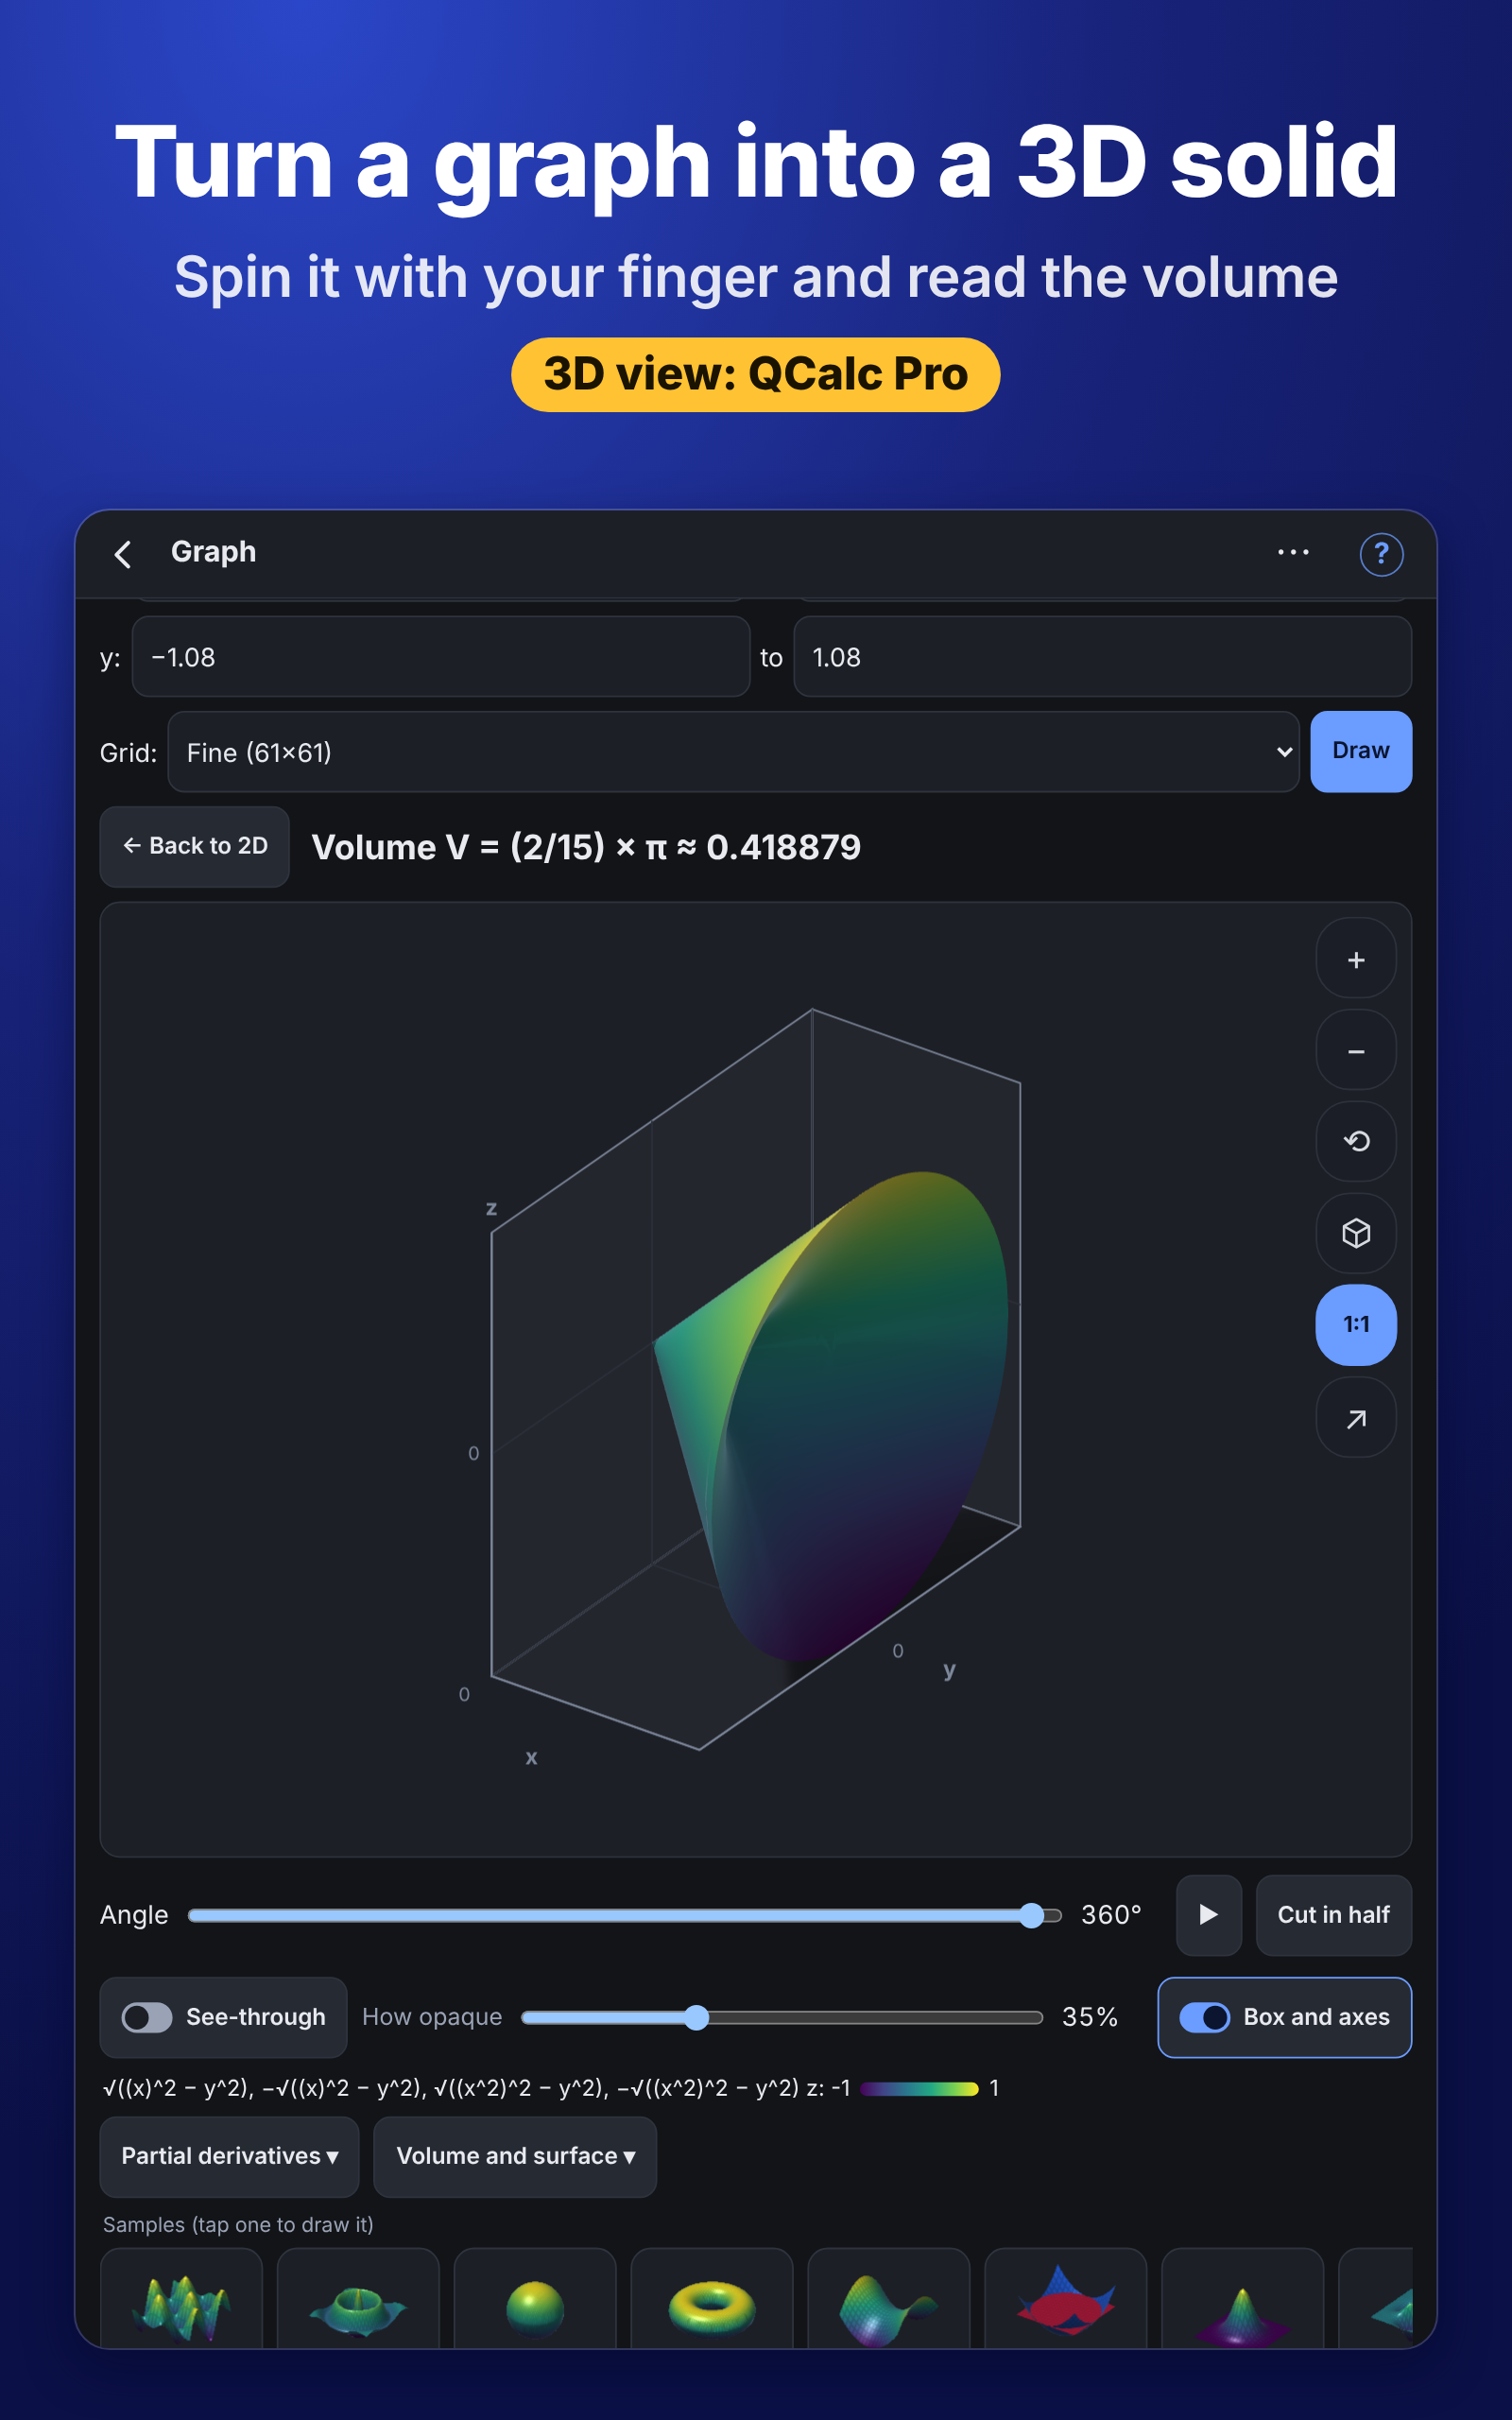 Turn a graph into a 3D solid
Spin it with your finger and read the volume
3D view: QCalc Pro
Graph ... ?
y: −1.08 to 1.08
Grid: Fine (61×61) Draw
← Back to 2D Volume V = (2/15) × π ≈ 0.418879
+
−
z
1:1
0
0
y
0
x
Angle 360° Cut in half
See-through How opaque 35% Box and axes
√((x)^2 − y^2), −√((x)^2 − y^2), √((x^2)^2 − y^2), −√((x^2)^2 − y^2) z: -1 1
Partial derivatives ▾ Volume and surface ▾
Samples (tap one to draw it)